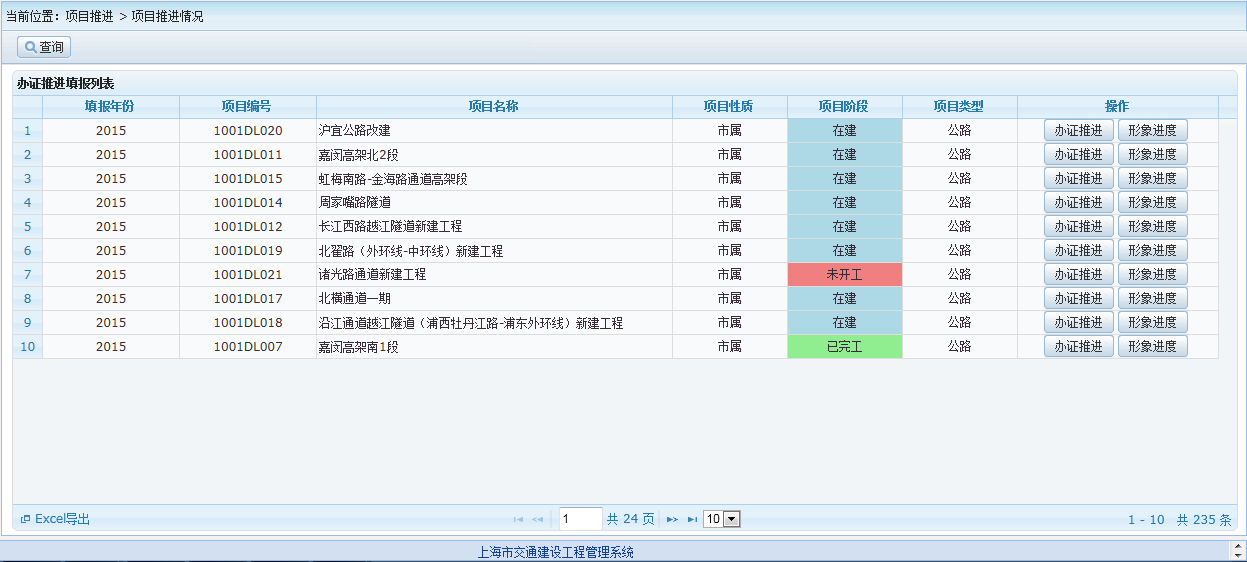 当前位置：项目推进 > 项目推进情况
查询
办证推进填报列表
填报年份 项目编号 项目名称 项目性质 项目阶段 项目类型 操作
1 2015 1001DL020 沪宜公路改建 市属 在建 公路 办证推进 形象进度
2 2015 1001DL011 嘉闵高架北2段 市属 在建 公路 办证推进 形象进度
3 2015 1001DL015 虹梅南路-金海路通道高架段 市属 在建 公路 办证推进 形象进度
4 2015 1001DL014 周家嘴路隧道 市属 在建 公路 办证推进 形象进度
5 2015 1001DL012 长江西路越江隧道新建工程 市属 在建 公路 办证推进 形象进度
6 2015 1001DL019 北翟路（外环线-中环线）新建工程 市属 在建 公路 办证推进 形象进度
7 2015 1001DL021 诸光路通道新建工程 市属 未开工 公路 办证推进 形象进度
8 2015 1001DL017 北横通道一期 市属 在建 公路 办证推进 形象进度
9 2015 1001DL018 沿江通道越江隧道（浦西牡丹江路-浦东外环线）新建工程 市属 在建 公路 办证推进 形象进度
10 2015 1001DL007 嘉闵高架南1段 市属 已完工 公路 办证推进 形象进度
Excel导出 1 共 24 页 10 1 - 10 共 235 条
上海市交通建设工程管理系统